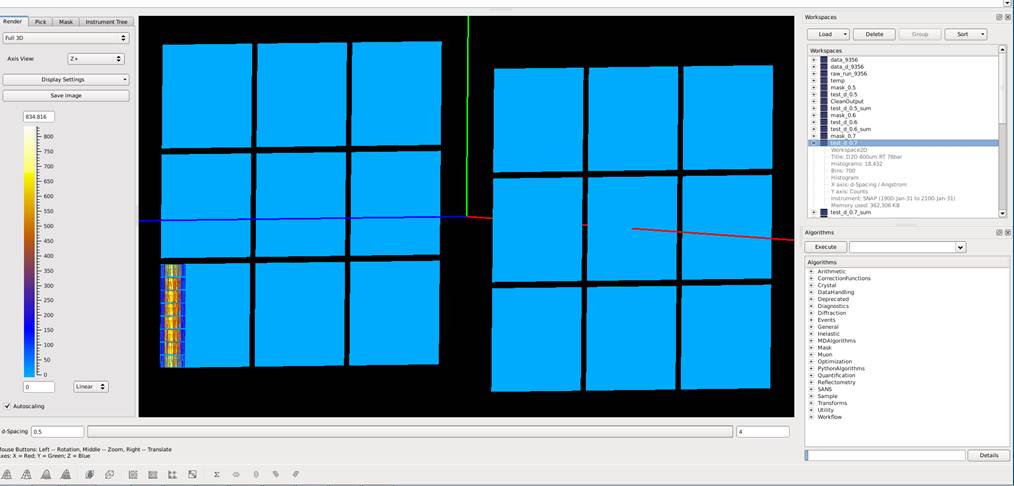 Render Pick Mask Instrument Tree
Full 3D
Axis View: Z+
Display Settings
Save image
834.816
800
750
700
650
600
550
500
450
400
350
300
250
200
150
100
50
0
0 Linear
Autoscaling
d-Spacing 0.5 4
Mouse Buttons: Left -- Rotation, Middle -- Zoom, Right -- Translate
Axes: X = Red; Y = Green; Z = Blue
Σ
Workspaces
Load Delete Group Sort
Workspaces
data_9356
data_d_9356
raw_run_9356
temp
mask_0.5
test_d_0.5
CleanOutput
test_d_0.5_sum
mask_0.6
test_d_0.6
test_d_0.6_sum
mask_0.7
test_d_0.7
Workspace2D
Title: D2O 600um RT 76bar
Histograms: 18,432
Bins: 700
Histogram
X axis: d-Spacing / Angstrom
Y axis: Counts
Instrument: SNAP (1900-Jan-31 to 2100-Jan-31)
Memory used: 362,306 KB
test_d_0.7_sum
Algorithms
Execute
Algorithms
Arithmetic
CorrectionFunctions
Crystal
DataHandling
Deprecated
Diagnostics
Diffraction
Events
General
Inelastic
MDAlgorithms
Mask
Muon
Optimization
PythonAlgorithms
Quantification
Reflectometry
SANS
Sample
Transforms
Utility
Workflow
Details